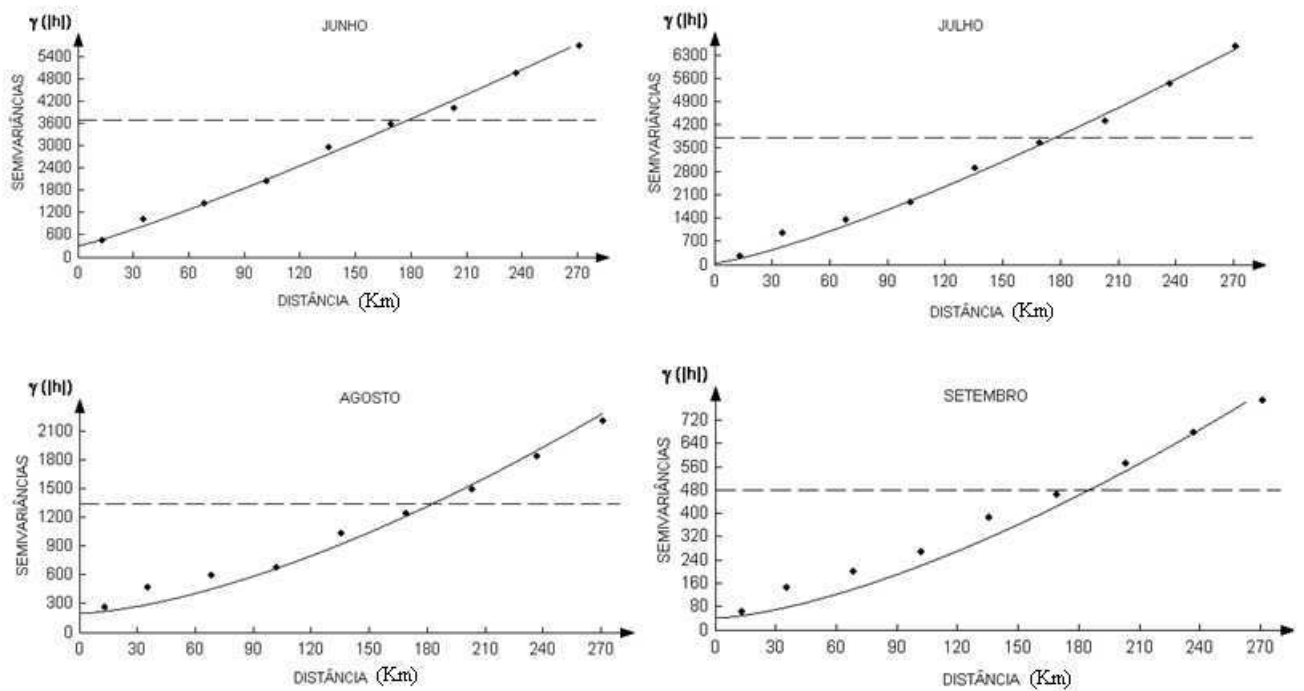 γ (|h|)
JUNHO
SEMIVARIÂNCIAS
5400
4800
4200
3600
3000
2400
1800
1200
600
0
0 30 60 90 120 150 180 210 240 270
DISTÂNCIA (Km)
γ (|h|)
JULHO
SEMIVARIÂNCIAS
6300
5600
4900
4200
3500
2800
2100
1400
700
0
0 30 60 90 120 150 180 210 240 270
DISTÂNCIA (Km)
γ (|h|)
AGOSTO
SEMIVARIÂNCIAS
2100
1800
1500
1200
900
600
300
0
0 30 60 90 120 150 180 210 240 270
DISTÂNCIA (Km)
γ (|h|)
SETEMBRO
SEMIVARIÂNCIAS
720
640
560
480
400
320
240
160
80
0
0 30 60 90 120 150 180 210 240 270
DISTÂNCIA (Km)